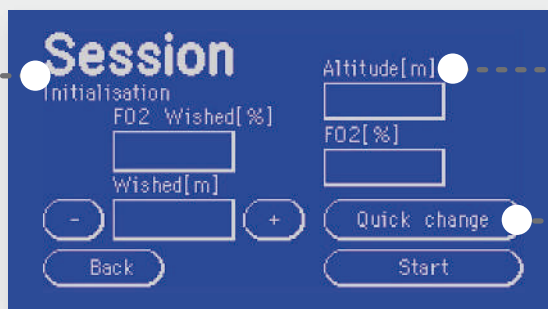 Session
Initialisation
FO2 Wished[%]
Wished[m]
-
+
Back
Altitude[m]
FO2[%]
Quick change
Start